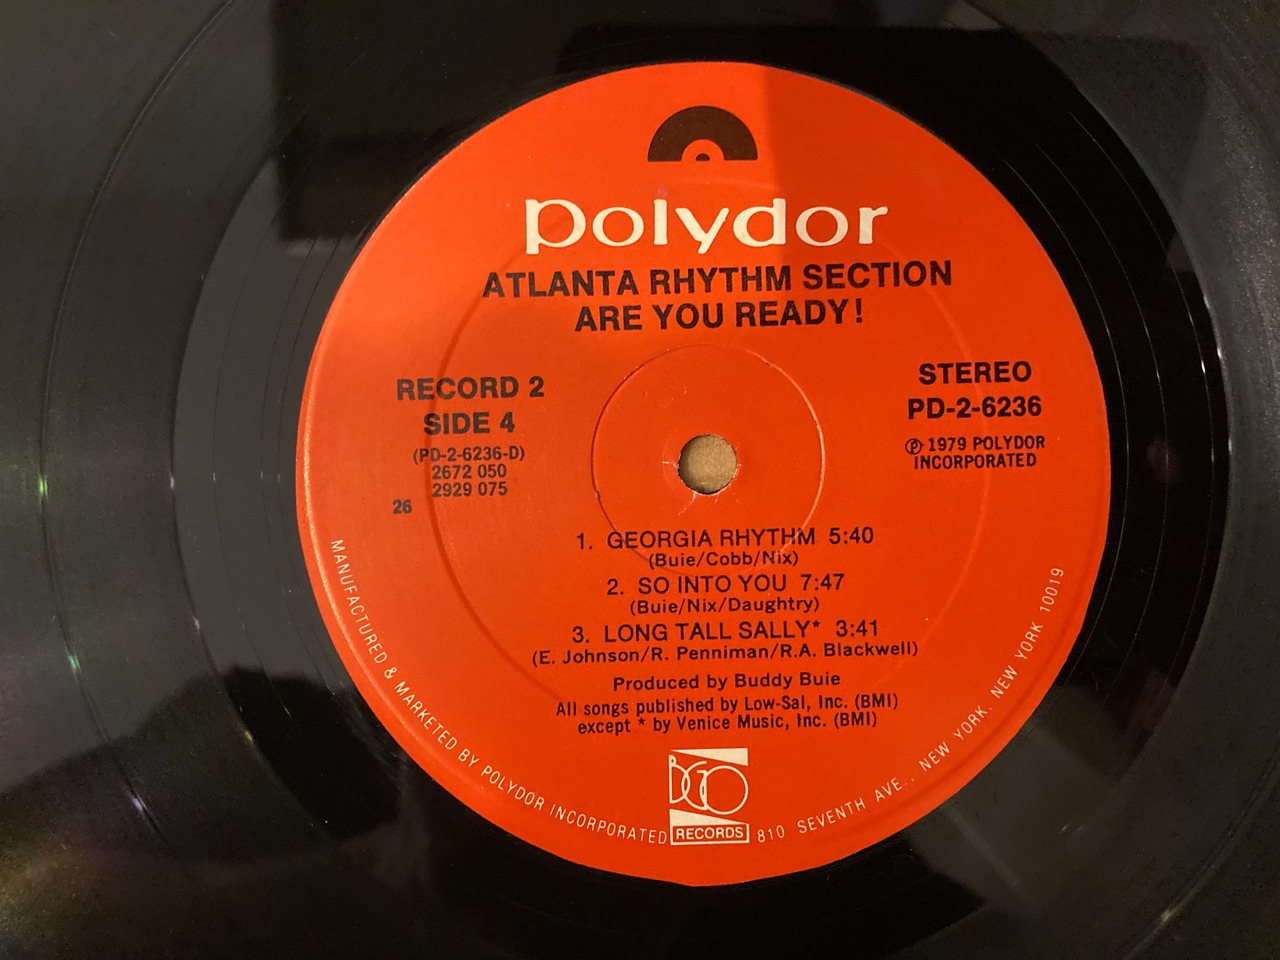 polydor
ATLANTA RHYTHM SECTION
ARE YOU READY!
RECORD 2
SIDE 4
(PD-2-6236-D)
2672 050
2929 075
26
STEREO
PD-2-6236
Ⓟ 1979 POLYDOR
INCORPORATED
1. GEORGIA RHYTHM 5:40
(Buie/Cobb/Nix)
2. SO INTO YOU 7:47
(Buie/Nix/Daughtry)
3. LONG TALL SALLY* 3:41
(E. Johnson/R. Penniman/R.A. Blackwell)
Produced by Buddy Buie
All songs published by Low-Sal, Inc. (BMI)
except * by Venice Music, Inc. (BMI)
BGO
RECORDS
MANUFACTURED & MARKETED BY POLYDOR INCORPORATED 810 SEVENTH AVE., NEW YORK, NEW YORK 10019